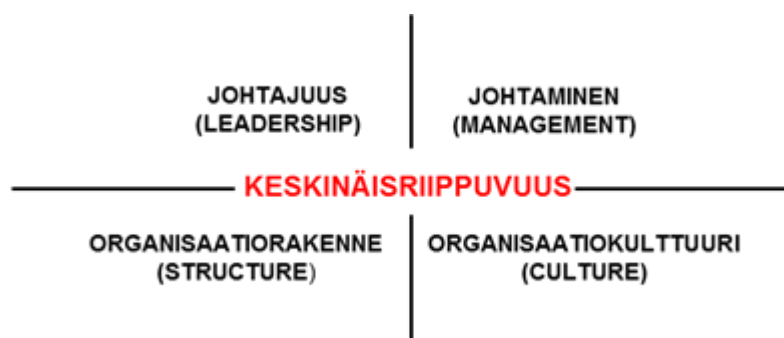 JOHTAJUUS
(LEADERSHIP)
JOHTAMINEN
(MANAGEMENT)
KESKINÄISRIIPPUVUUS
ORGANISAATIORAKENNE
(STRUCTURE)
ORGANISAATIOKULTTUURI
(CULTURE)